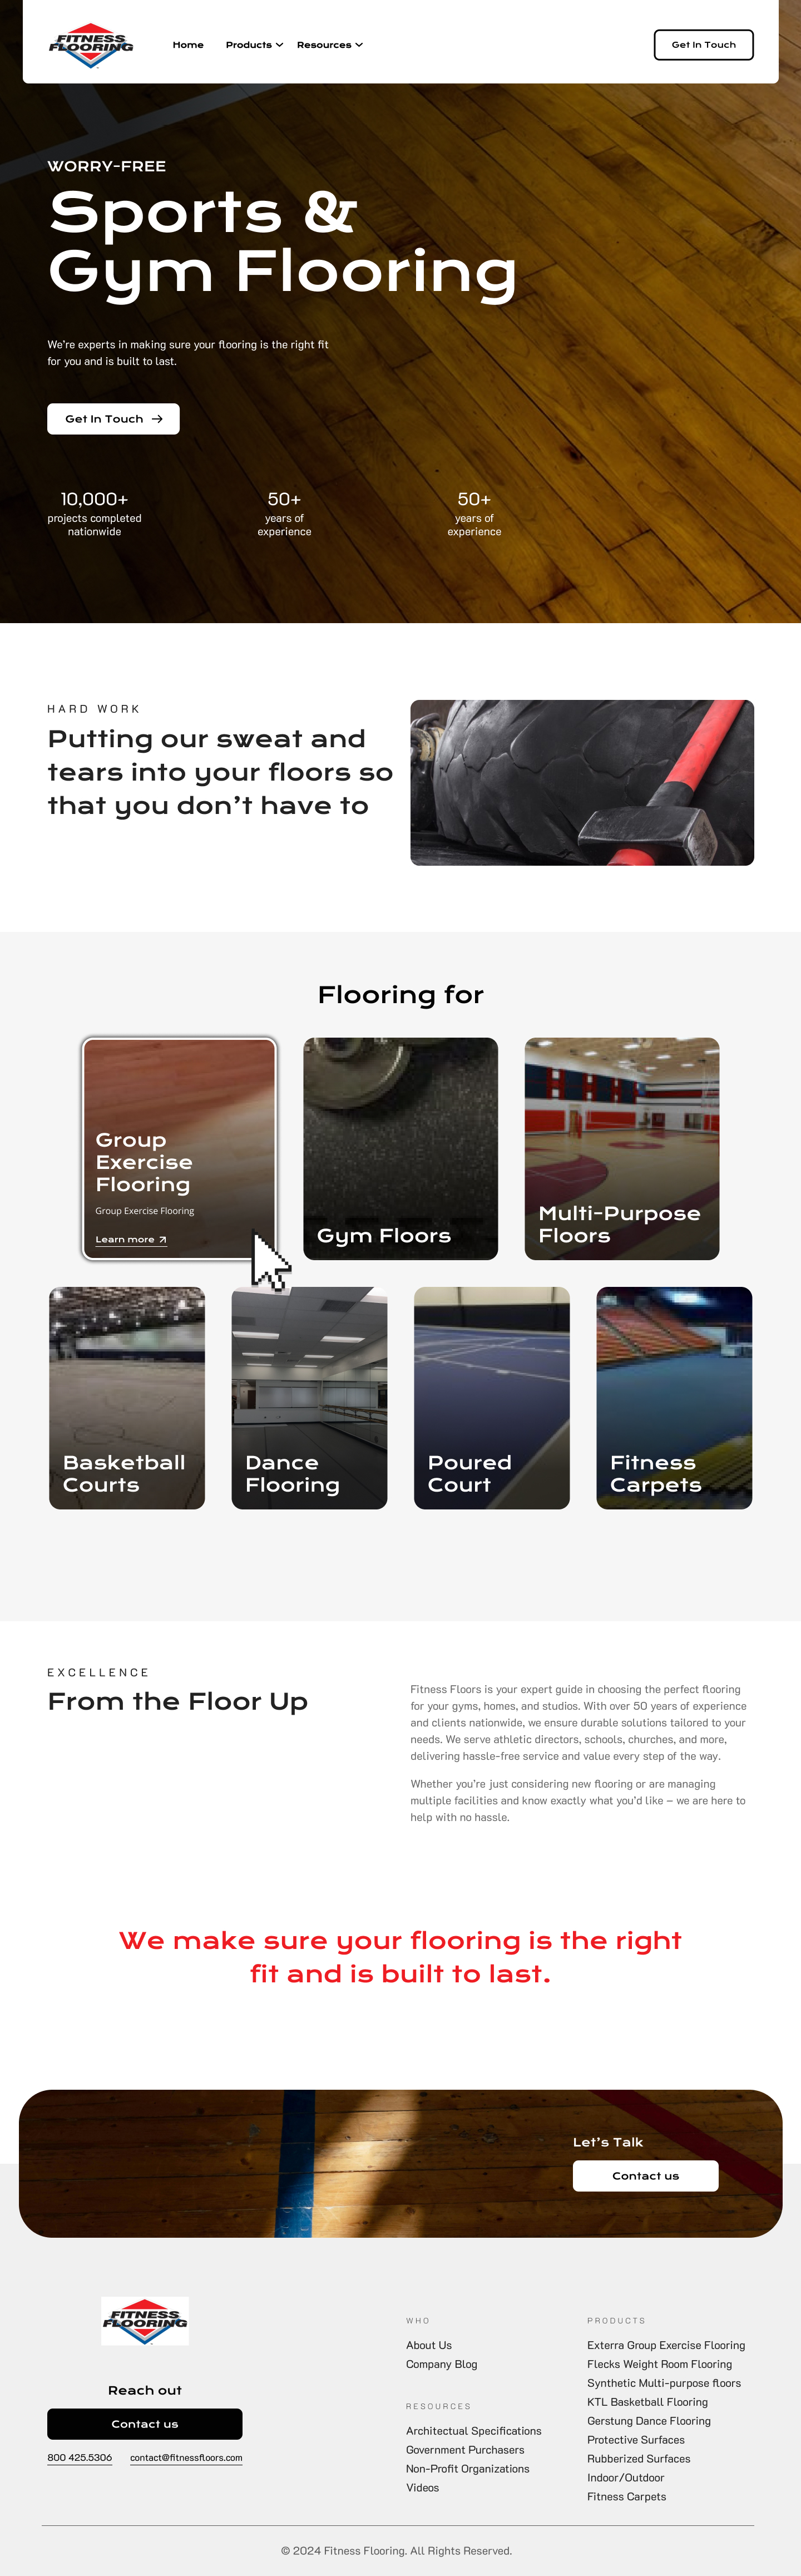 FITNESS
FLOORING
Home
Products
Resources
Get In Touch
WORRY-FREE
Sports &
Gym Flooring
We're experts in making sure your flooring is the right fit
for you and is built to last.
Get In Touch
10,000+
projects completed
nationwide
50+
years of
experience
50+
years of
experience
HARD WORK
Putting our sweat and
tears into your floors so
that you don't have to
Flooring for
Group
Exercise
Flooring
Group Exercise Flooring
Learn more
Gym Floors
Multi-Purpose
Floors
Basketball
Courts
Dance
Flooring
Poured
Court
Fitness
Carpets
EXCELLENCE
From the Floor Up
Fitness Floors is your expert guide in choosing the perfect flooring
for your gyms, homes, and studios. With over 50 years of experience
and clients nationwide, we ensure durable solutions tailored to your
needs. We serve athletic directors, schools, churches, and more,
delivering hassle-free service and value every step of the way.
Whether you're just considering new flooring or are managing
multiple facilities and know exactly what you'd like – we are here to
help with no hassle.
We make sure your flooring is the right
fit and is built to last.
Let's Talk
Contact us
FITNESS
FLOORING
Reach out
Contact us
800 425.5306
contact@fitnessfloors.com
WHO
About Us
Company Blog
RESOURCES
Architectual Specifications
Government Purchasers
Non-Profit Organizations
Videos
PRODUCTS
Exterra Group Exercise Flooring
Flecks Weight Room Flooring
Synthetic Multi-purpose floors
KTL Basketball Flooring
Gerstung Dance Flooring
Protective Surfaces
Rubberized Surfaces
Indoor/Outdoor
Fitness Carpets
© 2024 Fitness Flooring. All Rights Reserved.